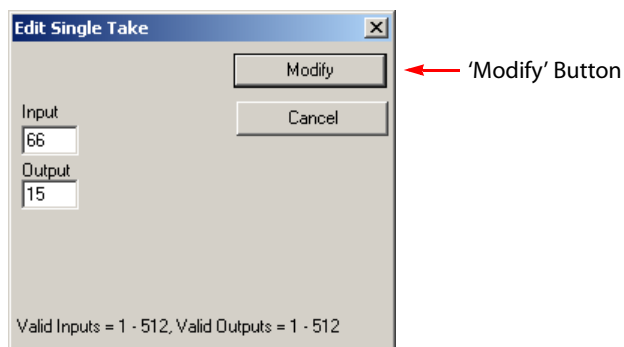 Edit Single Take
Modify
‘Modify’ Button
Input
Cancel
66
Output
15
Valid Inputs = 1 - 512, Valid Outputs = 1 - 512